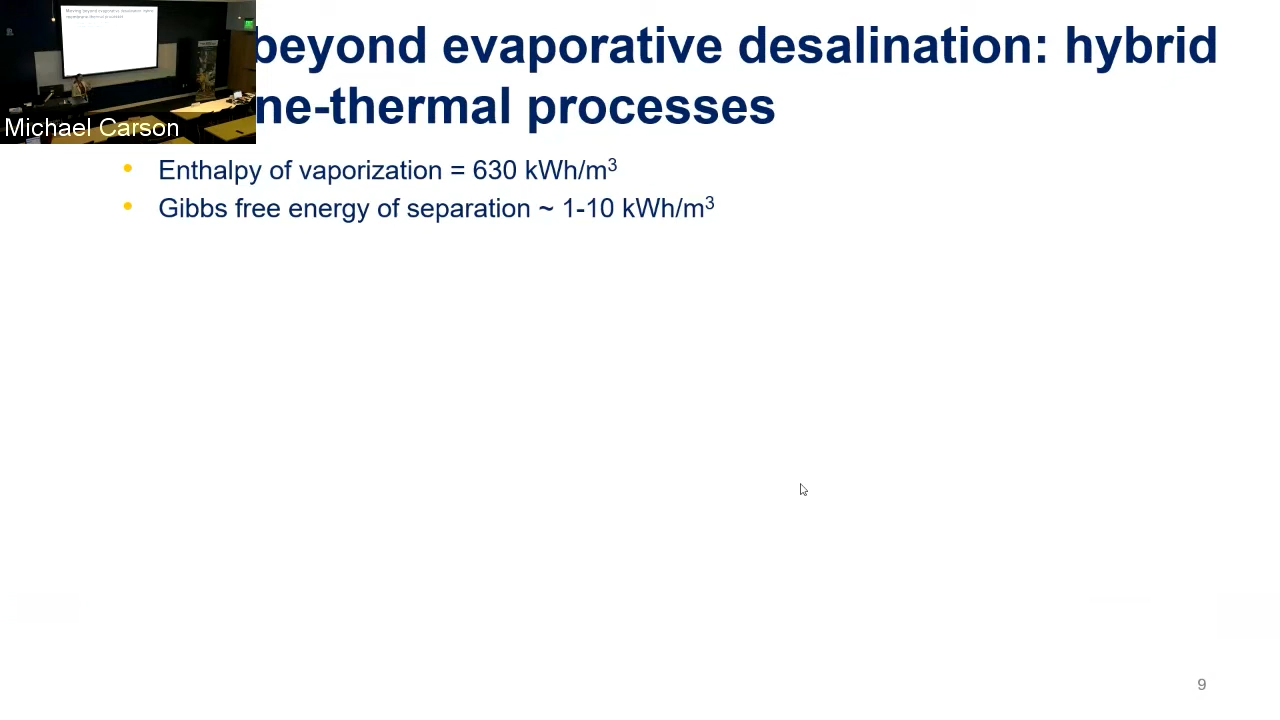 beyond evaporative desalination: hybrid
ne-thermal processes
Michael Carson
• Enthalpy of vaporization = 630 kWh/m³
• Gibbs free energy of separation ~ 1-10 kWh/m³
9